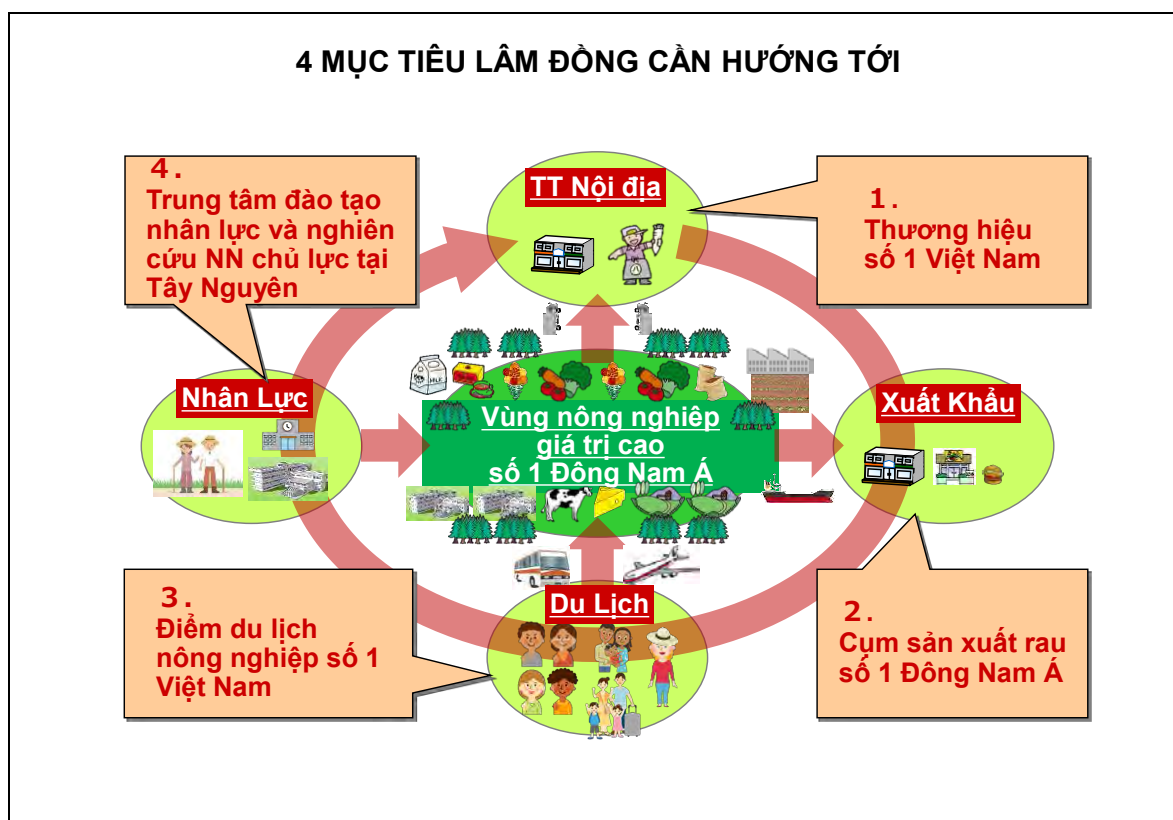 4 MỤC TIÊU LÂM ĐỒNG CẦN HƯỚNG TỚI
4.
Trung tâm đào tạo
nhân lực và nghiên
cứu NN chủ lực tại
Tây Nguyên
TT Nội địa
1.
Thương hiệu
số 1 Việt Nam
Nhân Lực
MILK
Vùng nông nghiêp
giá trị cao
số 1 Đông Nam Á
Xuất Khẩu
3.
Điểm du lịch
nông nghiệp số 1
Việt Nam
Du Lịch
2.
Cụm sản xuất rau
số 1 Đông Nam Á